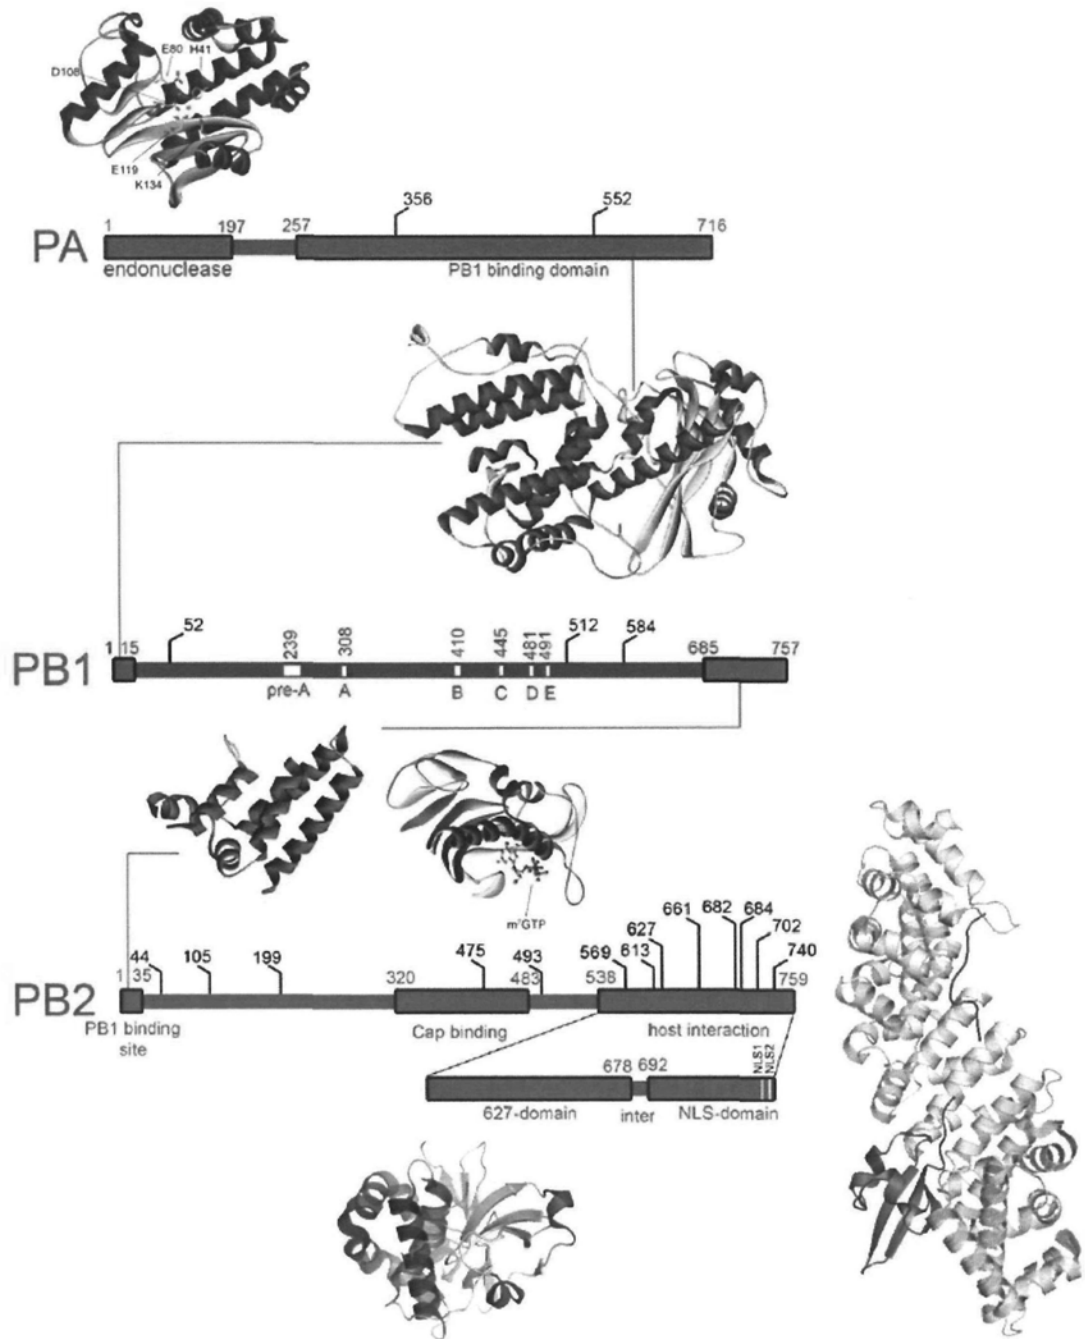 E80 H41
D108
E119
K134
356 552
1 197 257 716
PA
endonuclease PB1 binding domain
52 239 308 410 445 481 491 512 584
1 15 685 757
PB1
pre-A A B C D E
m⁷GTP
661 682 684
627 702
44 105 199 475 493 569 613 740
1 35 320 483 538 759
PB2
PB1 binding site Cap binding host interaction
NLS1
NLS2
678 692
627-domain inter NLS-domain